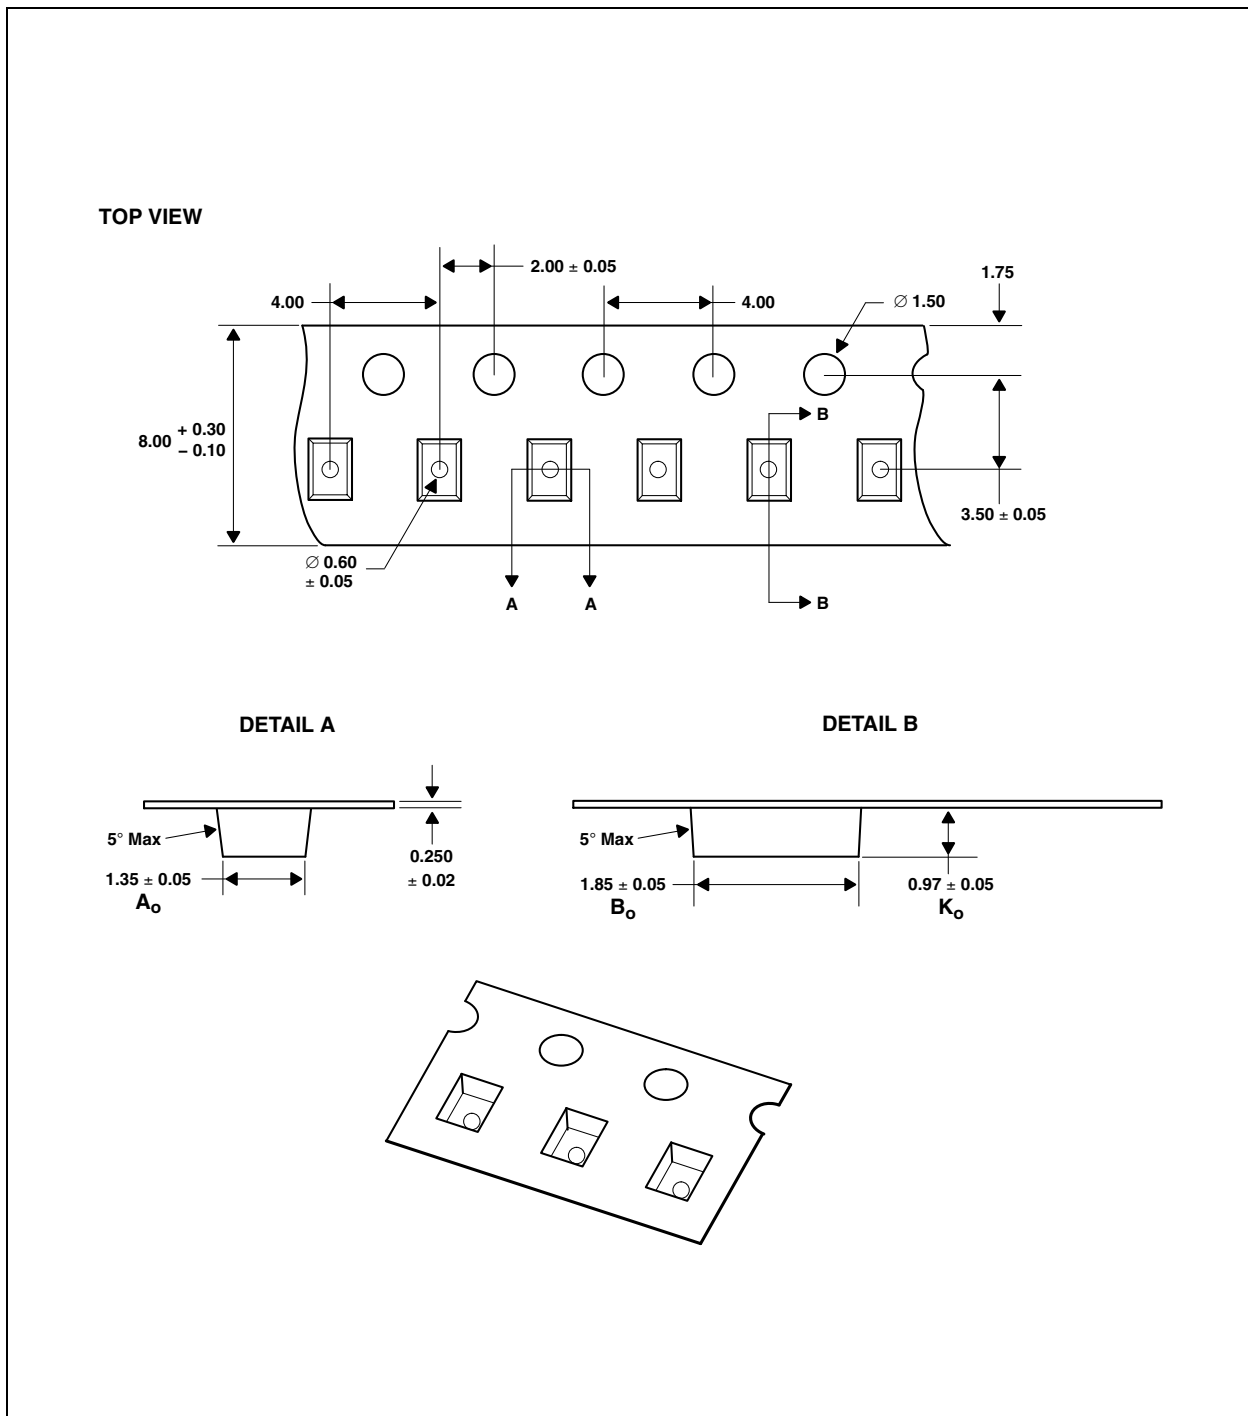 TOP VIEW
2.00 ± 0.05
1.75
4.00
4.00
∅ 1.50
B
8.00 + 0.30
− 0.10
3.50 ± 0.05
∅ 0.60
± 0.05
A
A
B
DETAIL A
DETAIL B
5° Max
0.250
± 0.02
1.35 ± 0.05
Ao
5° Max
1.85 ± 0.05
Bo
0.97 ± 0.05
Ko